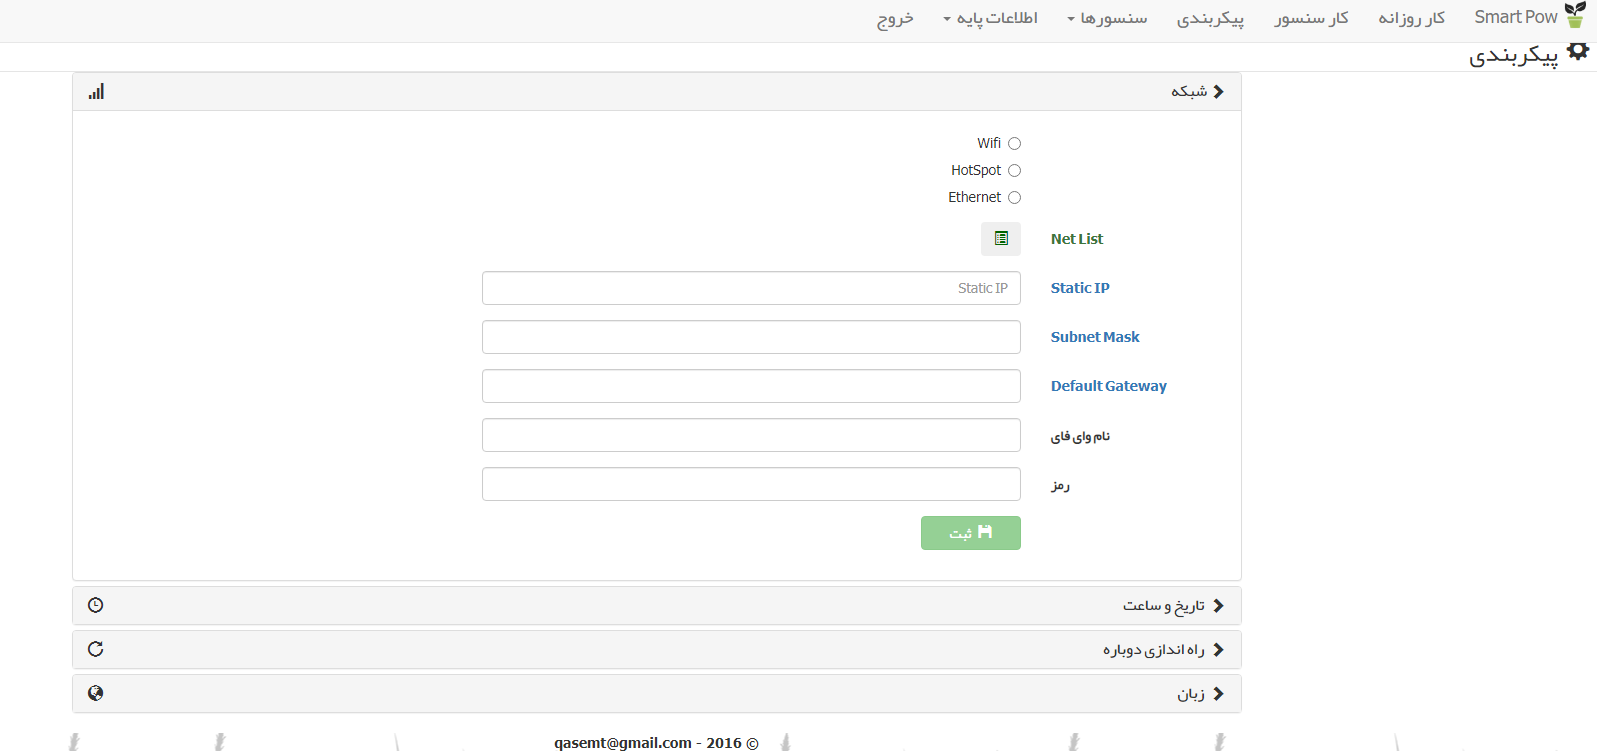 Smart Pow کار روزانه کار سنسور پیکربندی سنسورها اطلاعات پایه خروج
پیکربندی
شبکه
Wifi
HotSpot
Ethernet
Net List
Static IP Static IP
Subnet Mask
Default Gateway
نام وای فای
رمز
ثبت
تاریخ و ساعت
راه اندازی دوباره
زبان
qasemt@gmail.com - 2016 ©